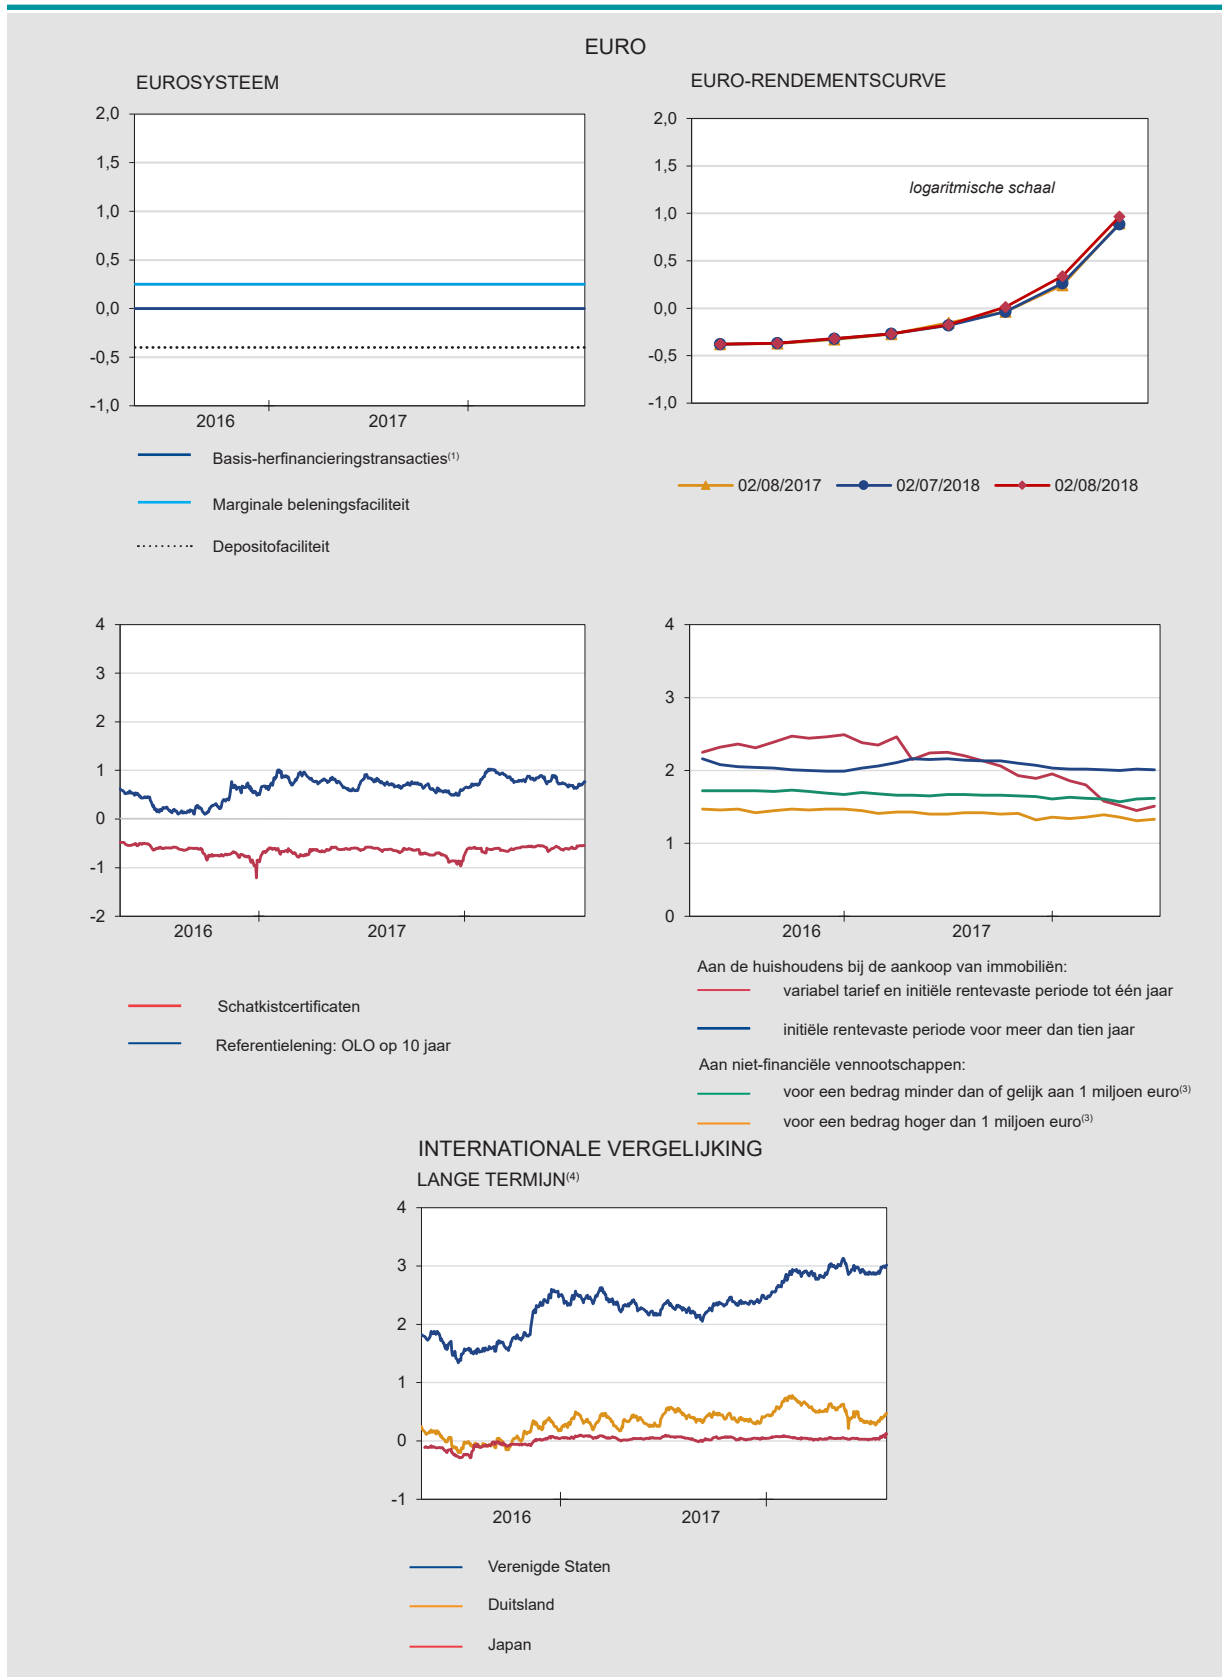 EURO
EUROSYSTEEM
2,0
1,5
1,0
0,5
0,0
-0,5
-1,0
2016 2017
Basis-herfinancieringstransacties(1)
Marginale beleningsfaciliteit
Depositofaciliteit
EURO-RENDEMENTSCURVE
2,0
1,5
1,0
0,5
0,0
-0,5
-1,0
logaritmische schaal
02/08/2017 02/07/2018 02/08/2018
4
3
2
1
0
-1
-2
2016 2017
Schatkistcertificaten
Referentielening: OLO op 10 jaar
4
3
2
1
0
2016 2017
Aan de huishoudens bij de aankoop van immobiliën:
variabel tarief en initiële rentevaste periode tot één jaar
initiële rentevaste periode voor meer dan tien jaar
Aan niet-financiële vennootschappen:
voor een bedrag minder dan of gelijk aan 1 miljoen euro(3)
voor een bedrag hoger dan 1 miljoen euro(3)
INTERNATIONALE VERGELIJKING
LANGE TERMIJN(4)
4
3
2
1
0
-1
2016 2017
Verenigde Staten
Duitsland
Japan